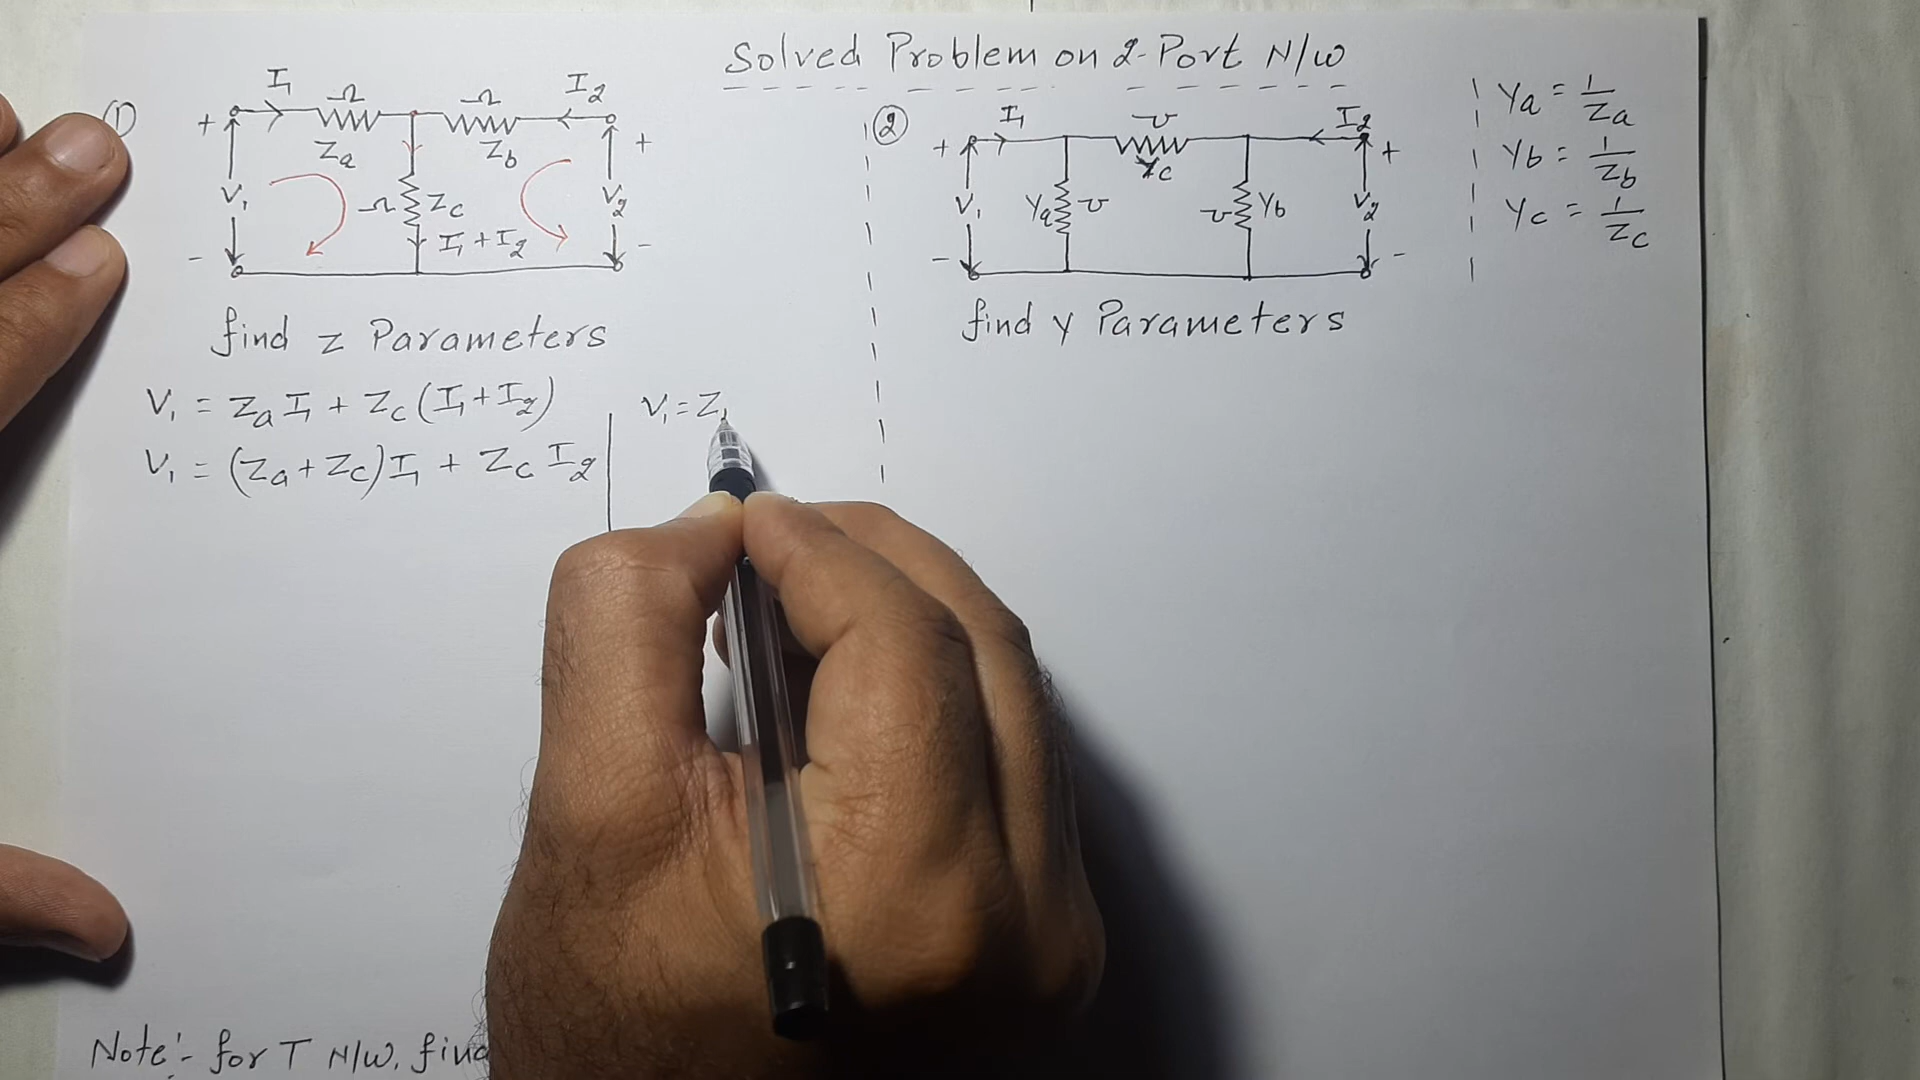 Solved Problem on 2-Port N/W
①
I₁ Ω Ω I₂
+ Za Zb +
V₁ Ω Zc V₂
- I₁ + I₂ -
find z Parameters
V₁ = Za I₁ + Zc (I₁ + I₂)
V₁ = (Za + Zc) I₁ + Zc I₂
V₁ = Z₁
②
I₁ ℧ I₂
+ Yc +
V₁ Ya ℧ ℧ Yb V₂
- -
find y Parameters
Ya = 1/Za
Yb = 1/Zb
Yc = 1/Zc
Note:- for T N/W, find